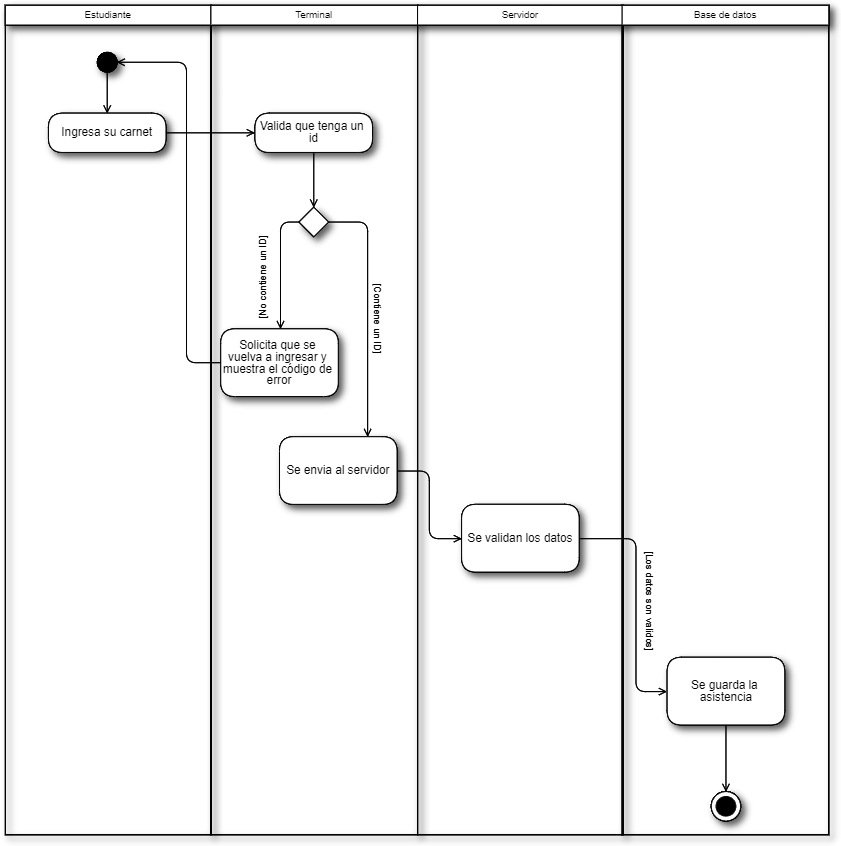 Estudiante
Terminal
Servidor
Base de datos
Ingresa su carnet
Valida que tenga un
id
[No contiene un ID]
[Contiene un ID]
Solicita que se
vuelva a ingresar y
muestra el código de
error
Se envia al servidor
Se validan los datos
[Los datos son validos]
Se guarda la
asistencia